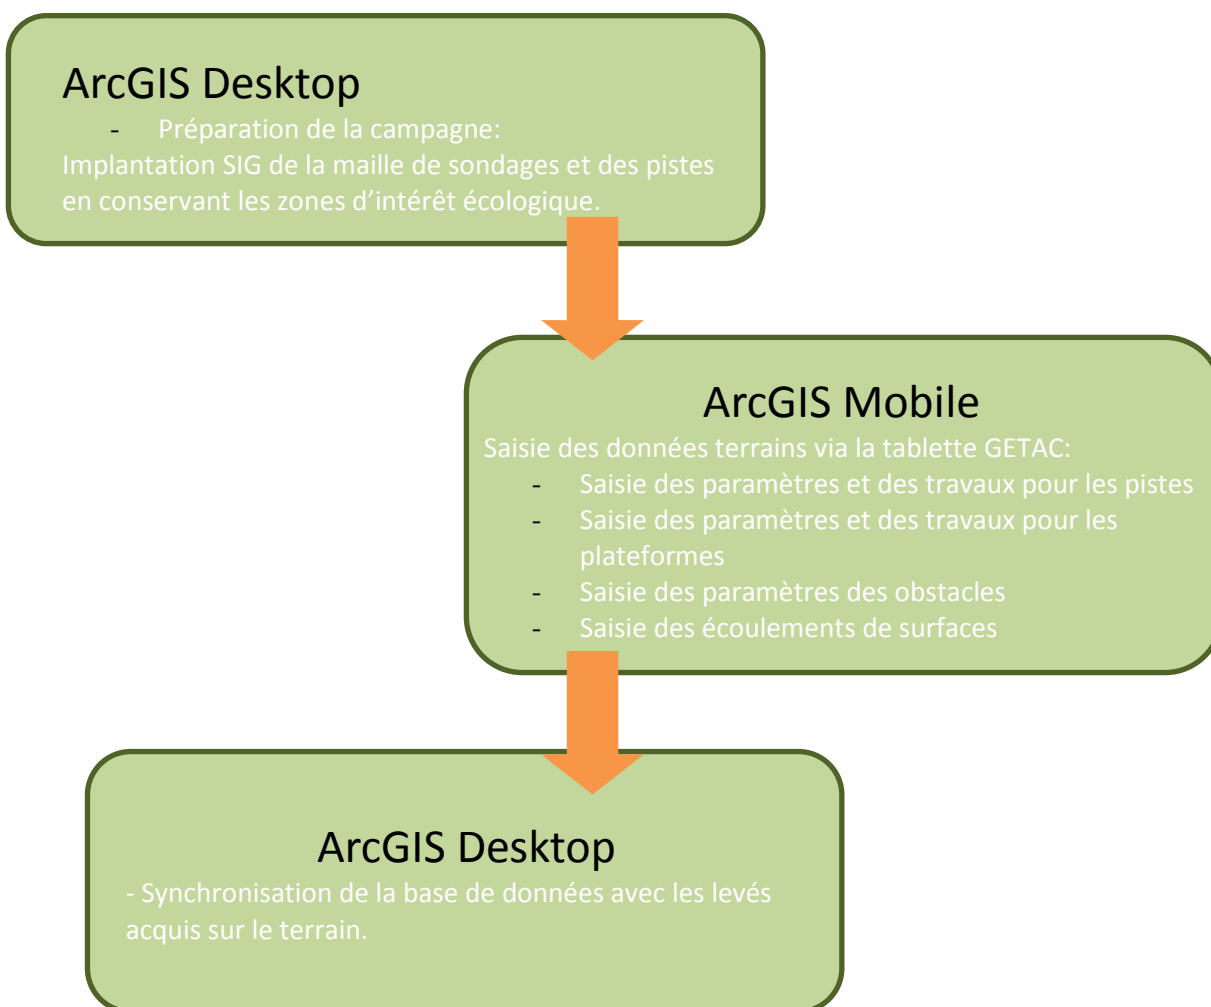 ArcGIS Desktop
- Préparation de la campagne:
Implantation SIG de la maille de sondages et des pistes
en conservant les zones d’intérêt écologique.
ArcGIS Mobile
Saisie des données terrains via la tablette GETAC:
- Saisie des paramètres et des travaux pour les pistes
- Saisie des paramètres et des travaux pour les
plateformes
- Saisie des paramètres des obstacles
- Saisie des écoulements de surfaces
ArcGIS Desktop
- Synchronisation de la base de données avec les levés
acquis sur le terrain.